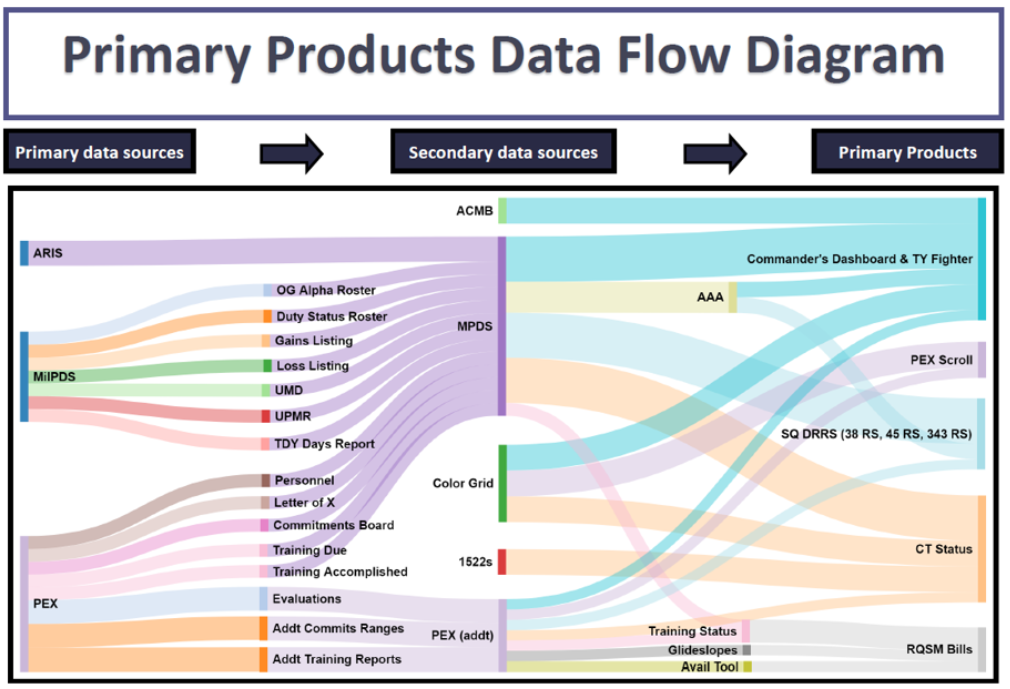 Primary Products Data Flow Diagram
Primary data sources
Secondary data sources
Primary Products
ACMB
ARIS
Commander's Dashboard & TY Fighter
OG Alpha Roster
AAA
Duty Status Roster
MPDS
Gains Listing
PEX Scroll
Loss Listing
MilPDS
UMD
UPMR
SQ DRRS (38 RS, 45 RS, 343 RS)
TDY Days Report
Personnel
Color Grid
Letter of X
Commitments Board
Training Due
CT Status
1522s
Training Accomplished
Evaluations
PEX
Addt Commits Ranges
Training Status
PEX (addt)
Glideslopes
RQSM Bills
Addt Training Reports
Avail Tool